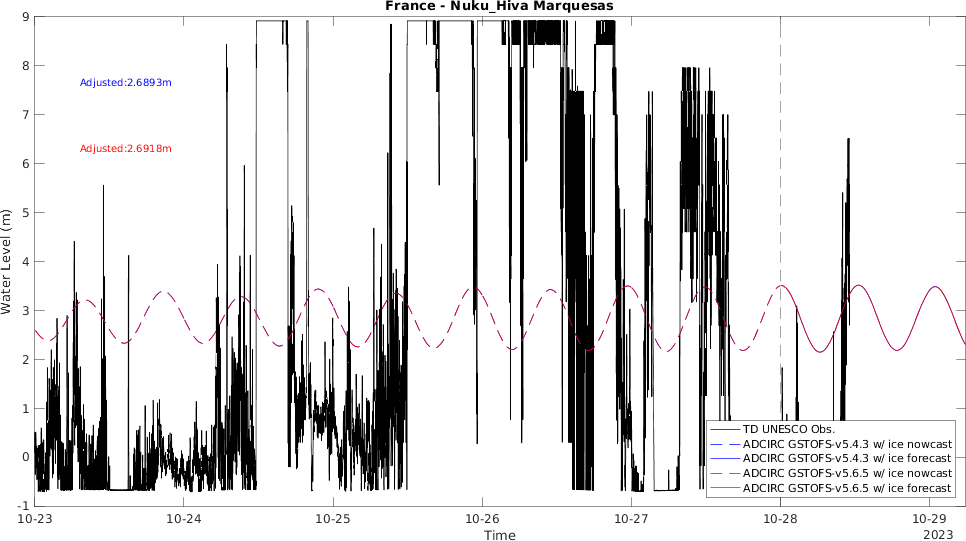 France - Nuku_Hiva Marquesas
9
8
7
6
5
4
3
2
1
0
-1
Water Level (m)
Adjusted:2.6893m
Adjusted:2.6918m
TD UNESCO Obs.
ADCIRC GSTOFS-v5.4.3 w/ ice nowcast
ADCIRC GSTOFS-v5.4.3 w/ ice forecast
ADCIRC GSTOFS-v5.6.5 w/ ice nowcast
ADCIRC GSTOFS-v5.6.5 w/ ice forecast
10-23 10-24 10-25 10-26 10-27 10-28 10-29
Time
2023